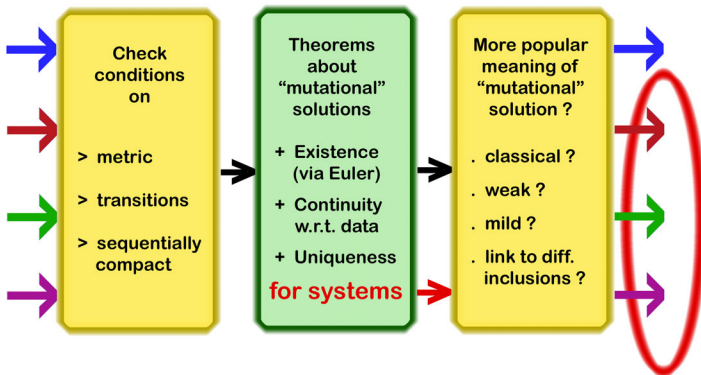 Check
conditions
on
> metric
> transitions
> sequentially
compact
Theorems
about
“mutational”
solutions
+ Existence
(via Euler)
+ Continuity
w.r.t. data
+ Uniqueness
for systems
More popular
meaning of
“mutational”
solution ?
. classical ?
. weak ?
. mild ?
. link to diff.
inclusions ?